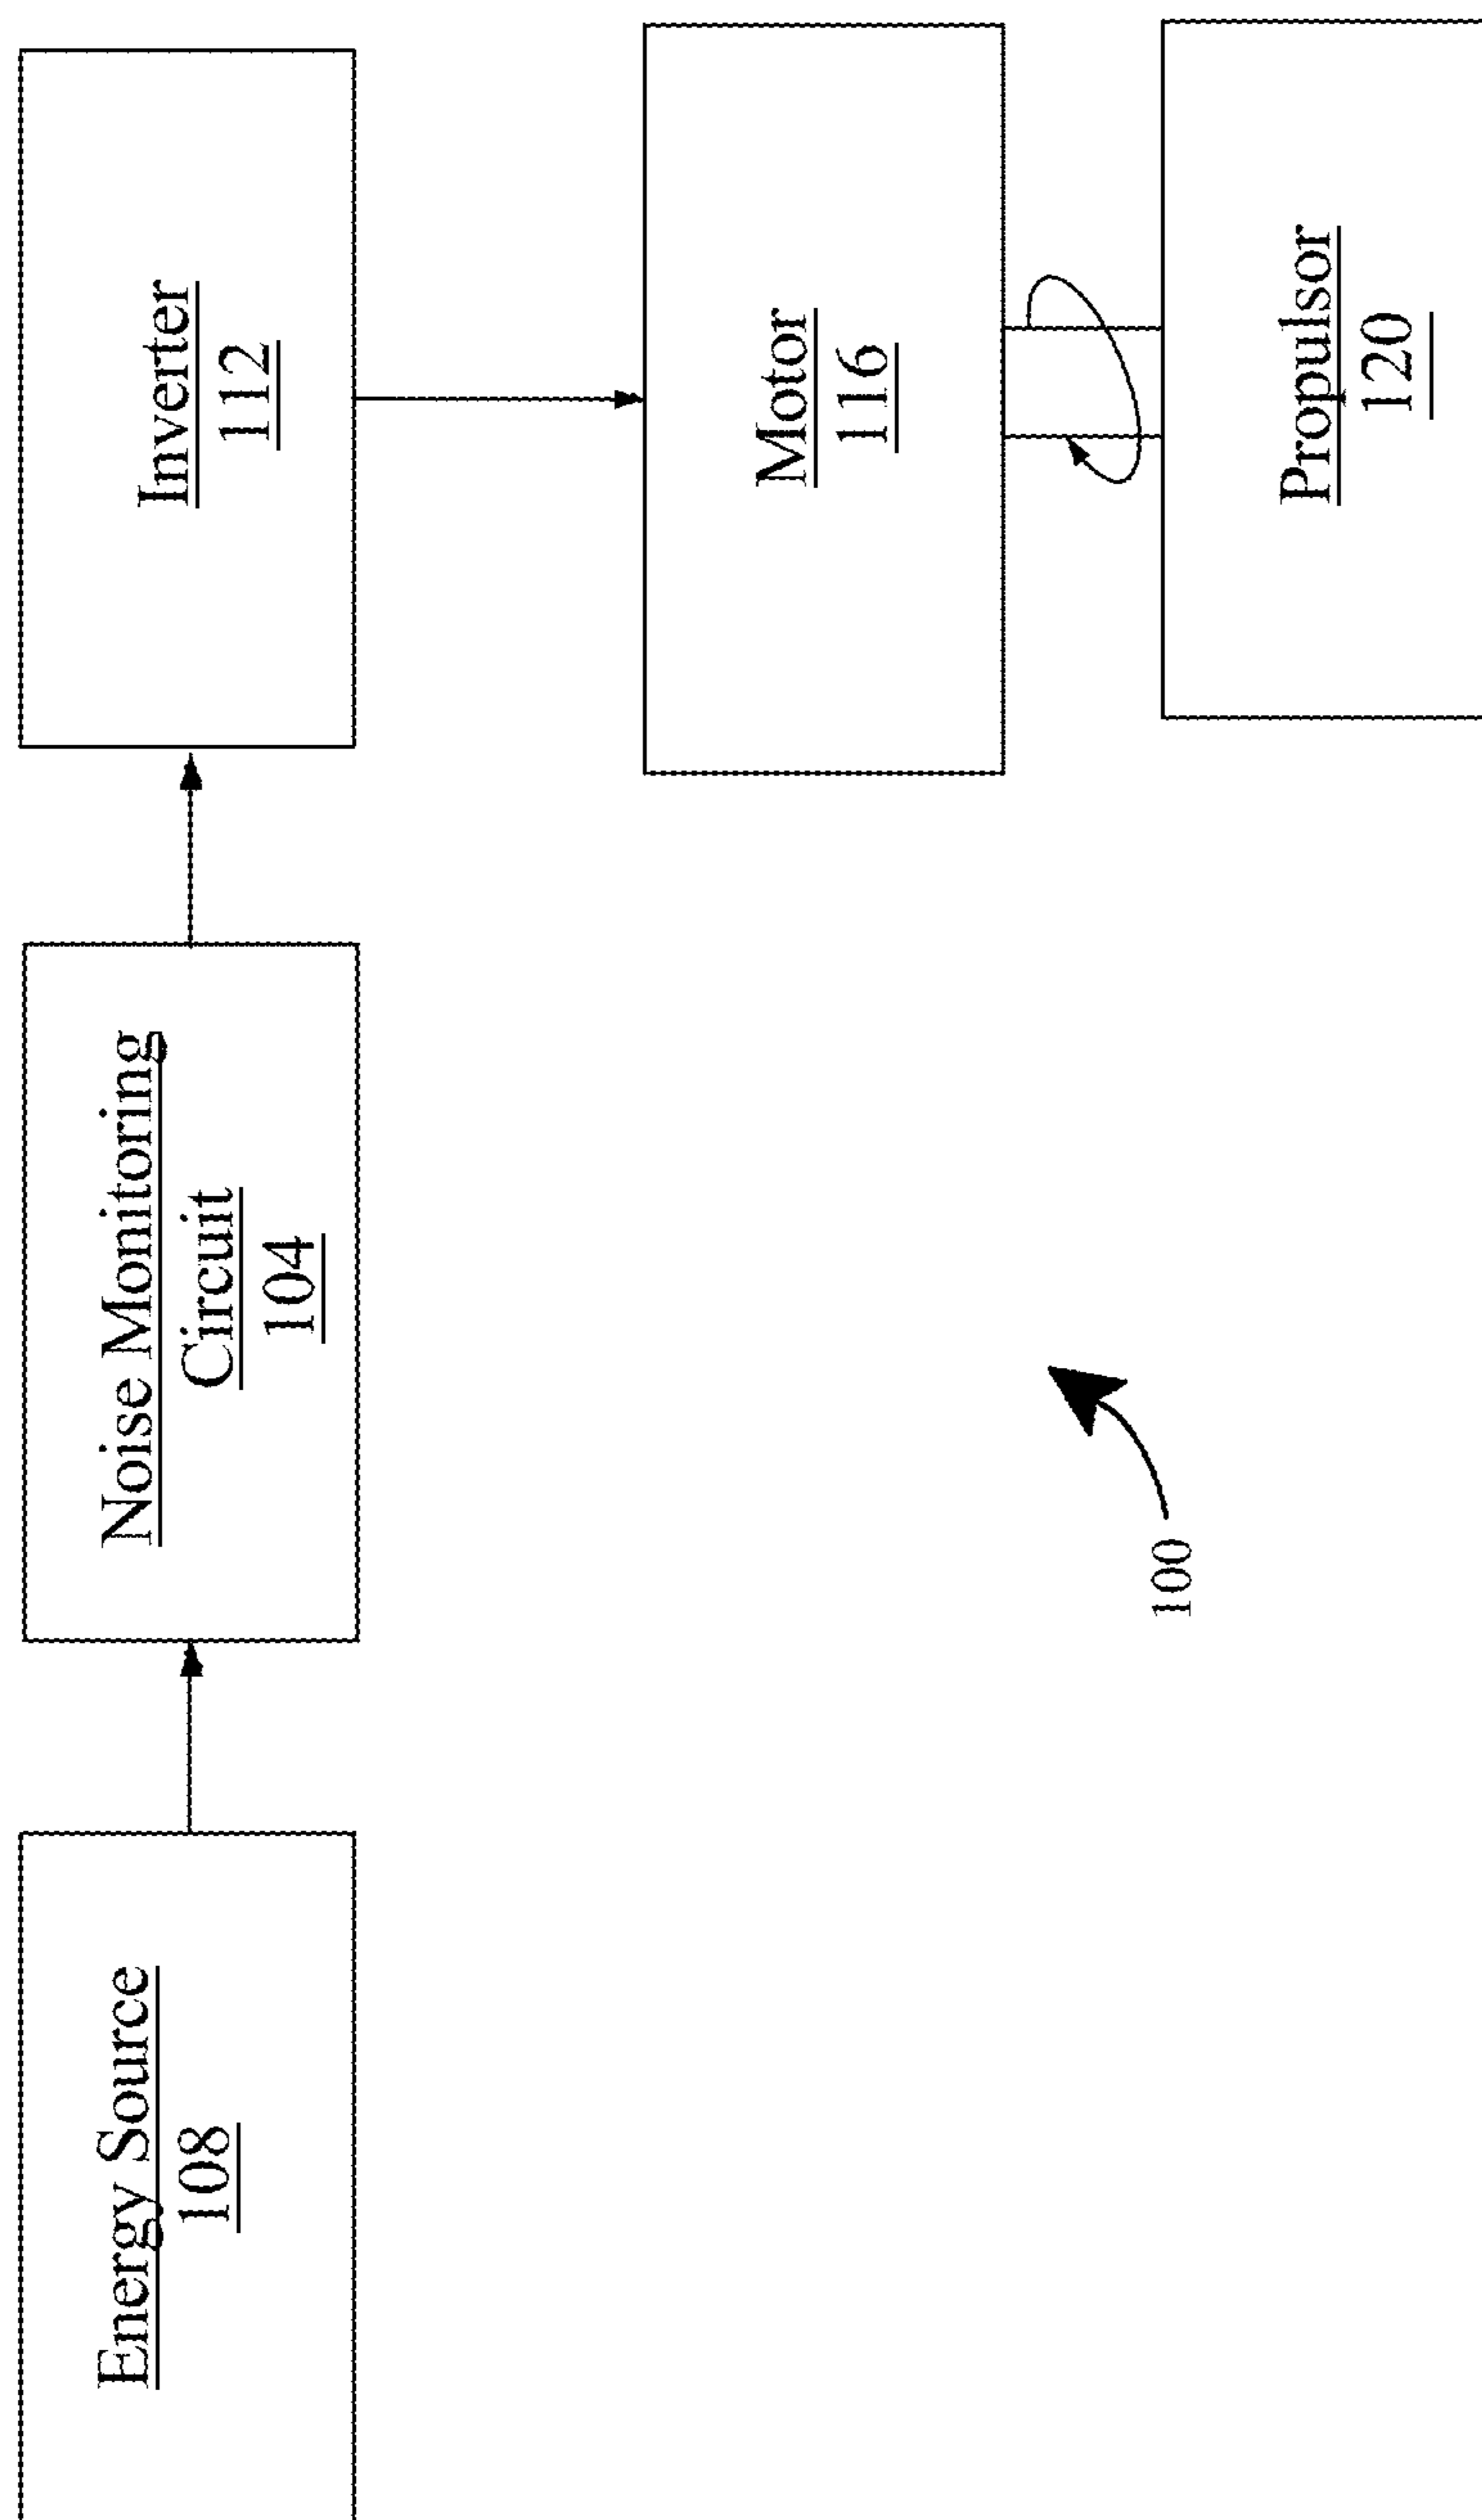 Energy Source
108
Noise Monitoring
Circuit
104
Inverter
112
Motor
116
Propulsor
120
100